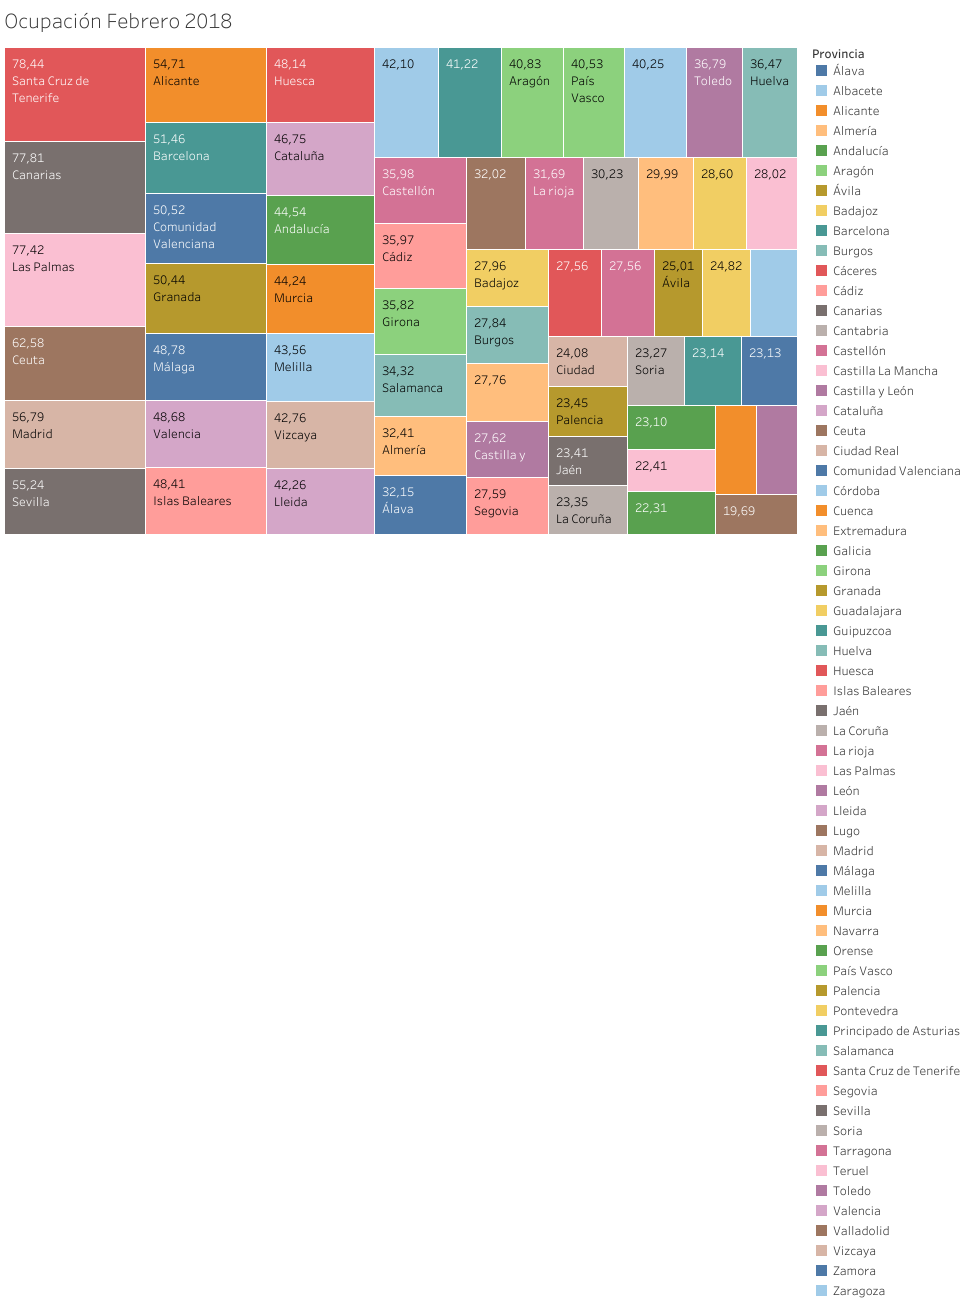 Ocupación Febrero 2018
78,44
Santa Cruz de
Tenerife
77,81
Canarias
77,42
Las Palmas
62,58
Ceuta
56,79
Madrid
55,24
Sevilla
54,71
Alicante
51,46
Barcelona
50,52
Comunidad
Valenciana
50,44
Granada
48,78
Málaga
48,68
Valencia
48,41
Islas Baleares
48,14
Huesca
46,75
Cataluña
44,54
Andalucía
44,24
Murcia
43,56
Melilla
42,76
Vizcaya
42,26
Lleida
42,10
41,22
40,83
Aragón
40,53
País
Vasco
40,25
36,79
Toledo
36,47
Huelva
35,98
Castellón
35,97
Cádiz
35,82
Girona
34,32
Salamanca
32,41
Almería
32,15
Álava
32,02
31,69
La rioja
30,23
29,99
28,60
28,02
27,96
Badajoz
27,84
Burgos
27,76
27,62
Castilla y
27,59
Segovia
27,56
27,56
25,01
Ávila
24,82
24,08
Ciudad
23,45
Palencia
23,41
Jaén
23,35
La Coruña
23,27
Soria
23,14
23,13
23,10
22,41
22,31
19,69
Provincia
Álava
Albacete
Alicante
Almería
Andalucía
Aragón
Ávila
Badajoz
Barcelona
Burgos
Cáceres
Cádiz
Canarias
Cantabria
Castellón
Castilla La Mancha
Castilla y León
Cataluña
Ceuta
Ciudad Real
Comunidad Valenciana
Córdoba
Cuenca
Extremadura
Galicia
Girona
Granada
Guadalajara
Guipuzcoa
Huelva
Huesca
Islas Baleares
Jaén
La Coruña
La rioja
Las Palmas
León
Lleida
Lugo
Madrid
Málaga
Melilla
Murcia
Navarra
Orense
País Vasco
Palencia
Pontevedra
Principado de Asturias
Salamanca
Santa Cruz de Tenerife
Segovia
Sevilla
Soria
Tarragona
Teruel
Toledo
Valencia
Valladolid
Vizcaya
Zamora
Zaragoza